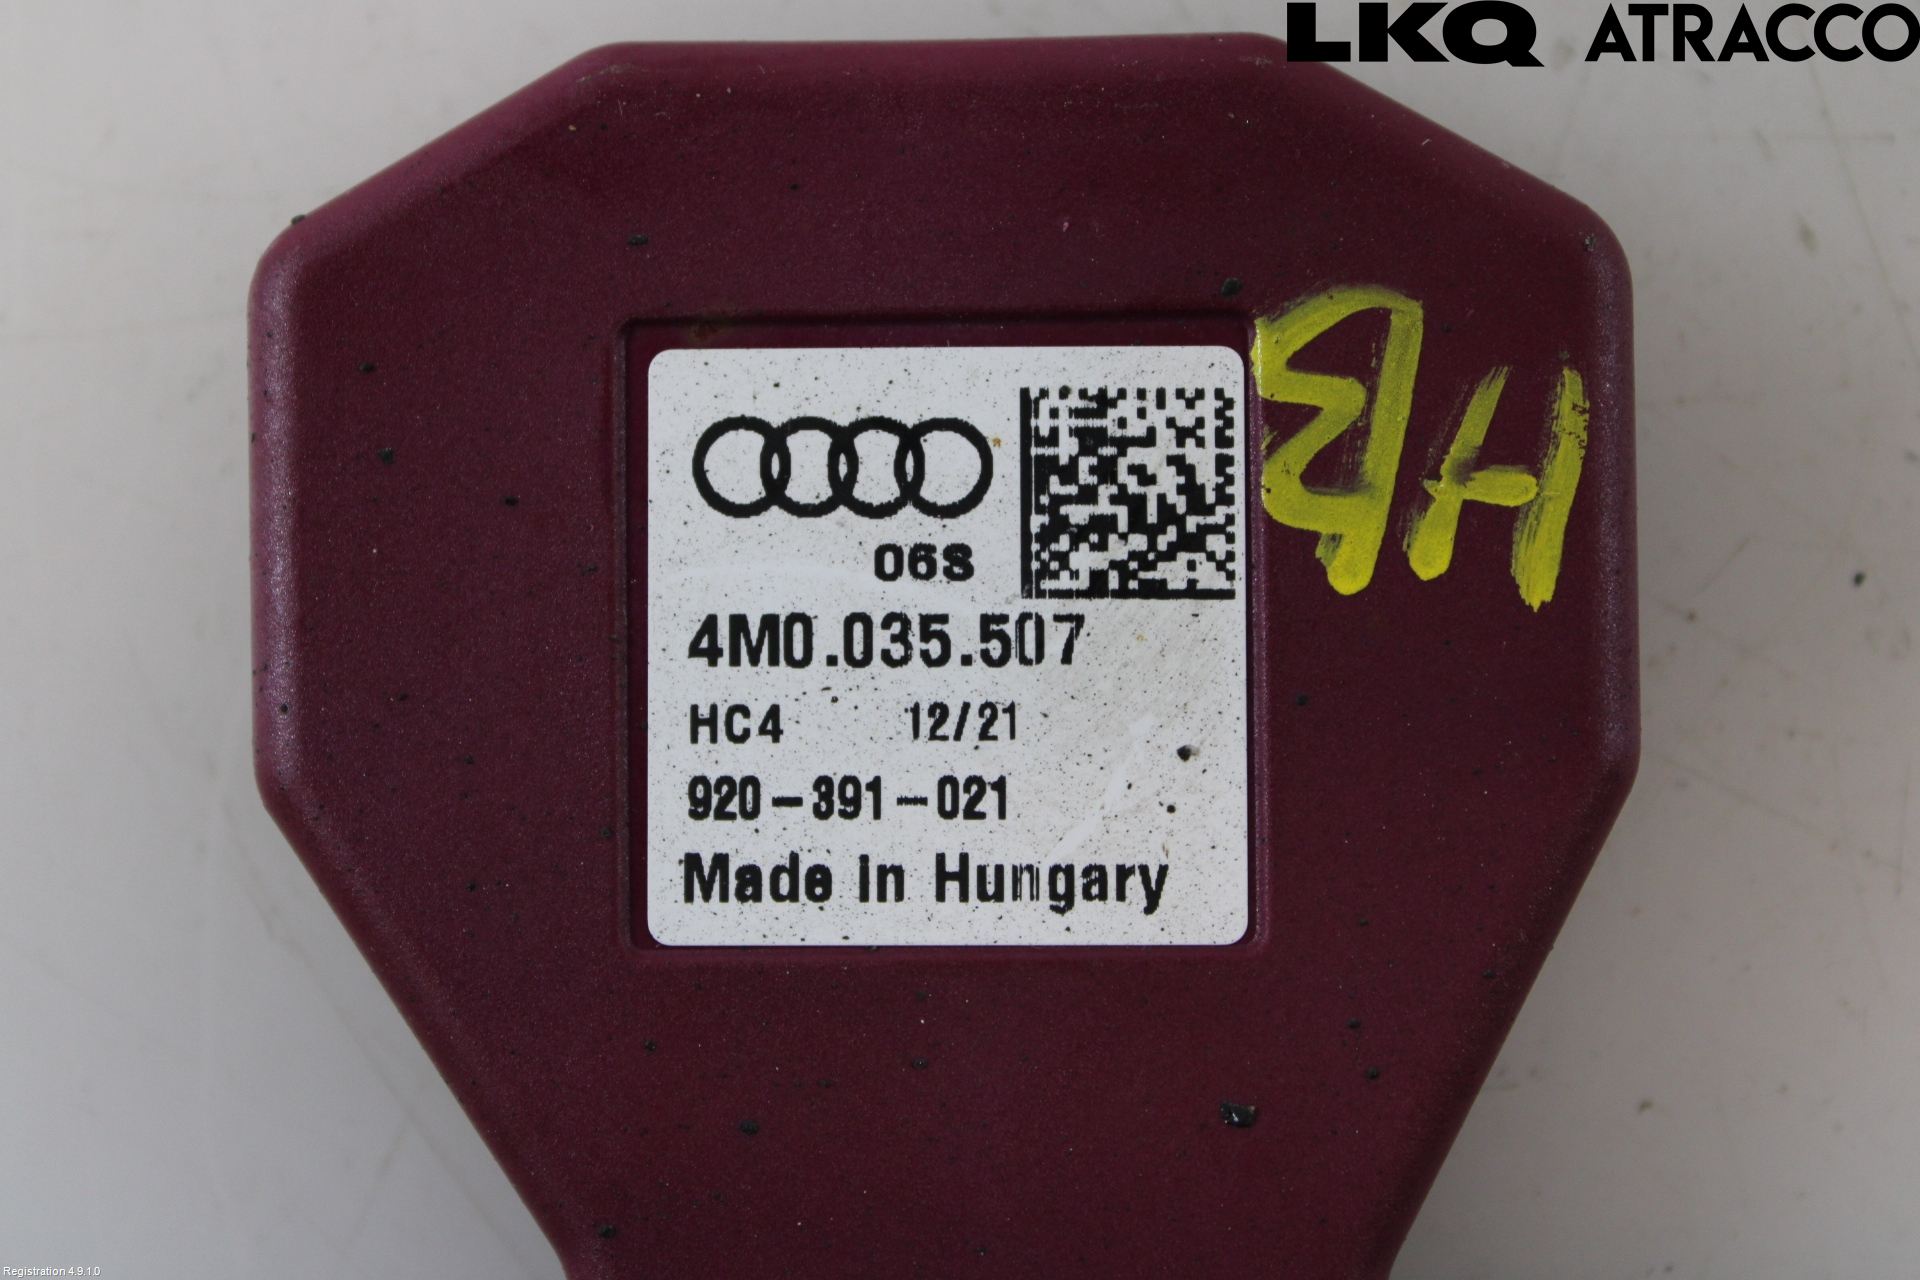 LKQ ATRACCO
06S
4M0.035.507
HC4 12/21
920-391-021
Made in Hungary
Registration 4.9.1.0